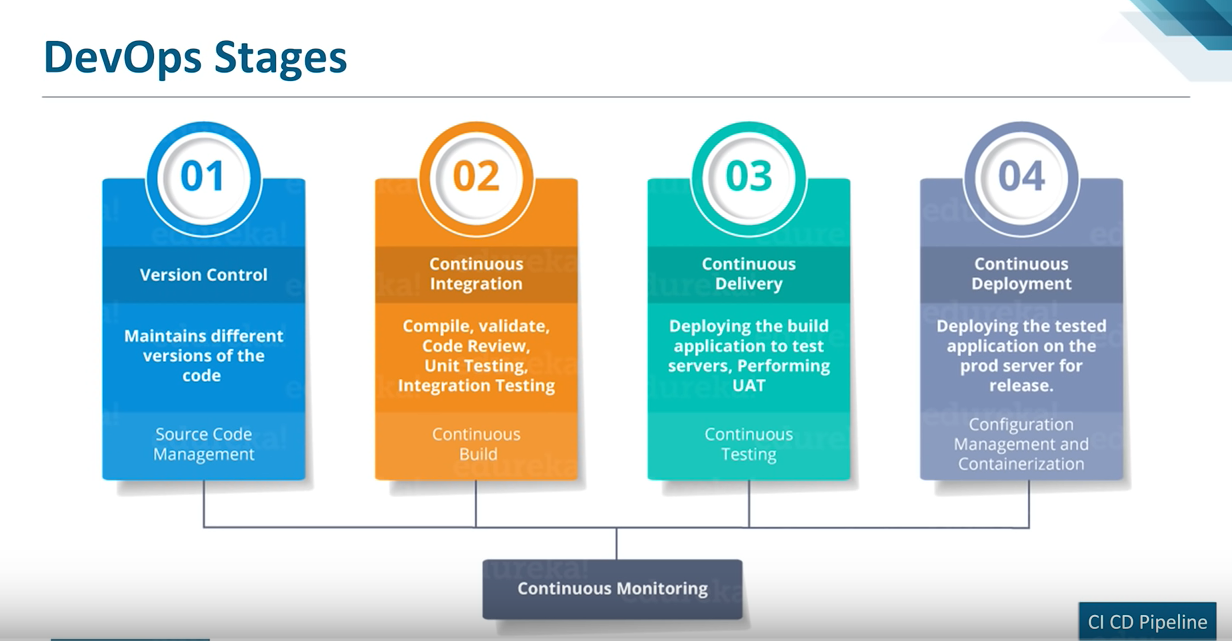 DevOps Stages
01
Version Control
Maintains different
versions of the
code
Source Code
Management
02
Continuous
Integration
Compile, validate,
Code Review,
Unit Testing,
Integration Testing
Continuous
Build
03
Continuous
Delivery
Deploying the build
application to test
servers, Performing
UAT
Continuous
Testing
04
Continuous
Deployment
Deploying the tested
application on the
prod server for
release.
Configuration
Management and
Containerization
Continuous Monitoring
CI CD Pipeline
edureka!